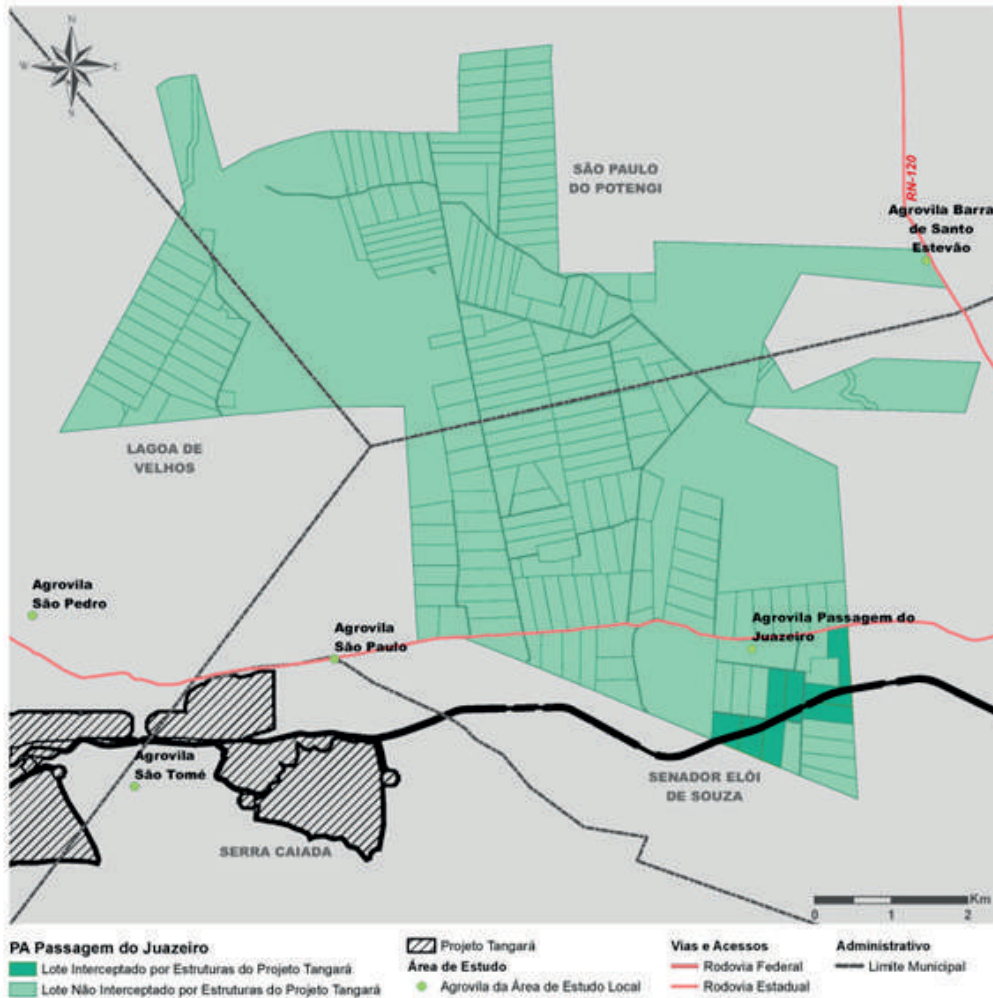 N
W
E
S
SÃO PAULO
DO POTENGI
RN-120
Agrovila Barra
de Santo
Estevão
LAGOA DE
VELHOS
Agrovila
São Pedro
Agrovila
São Paulo
Agrovila Passagem do
Juazeiro
Agrovila
São Tomé
SENADOR ELÓI
DE SOUZA
SERRA CAIADA
Km
0 1 2
PA Passagem do Juazeiro
Lote Interceptado por Estruturas do Projeto Tangará
Lote Não Interceptado por Estruturas do Projeto Tangará
Projeto Tangará
Área de Estudo
Agrovila da Área de Estudo Local
Vias e Acessos
Rodovia Federal
Rodovia Estadual
Administrativo
Limite Municipal